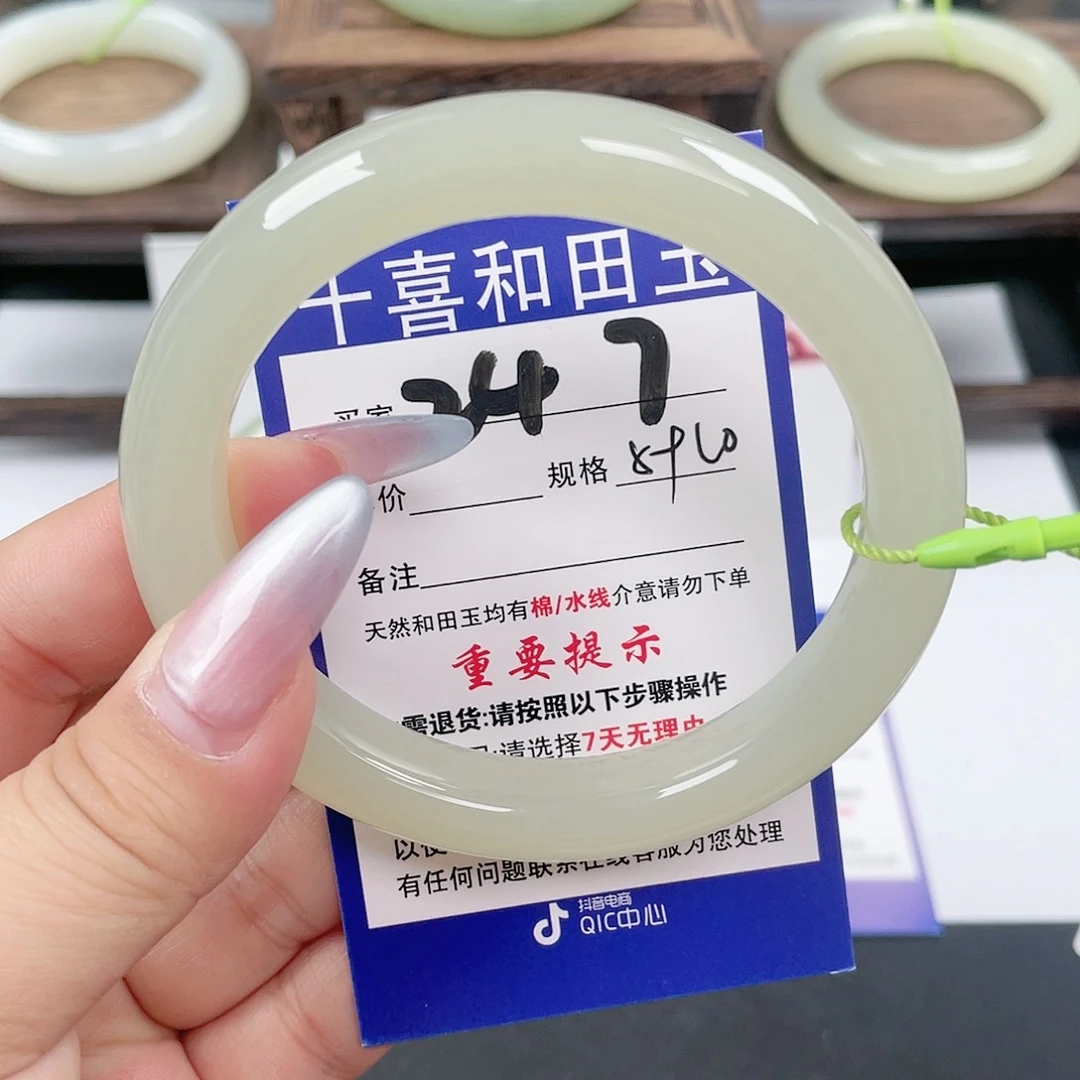 喜和田玉
买家 247
价 规格
备注
天然和田玉均有棉/水线介意请勿下单
重要提示
需退货:请按照以下步骤操作
:请选择7天无理由
有任何问题联系在线客服为您处理
抖音电商
QIC中心